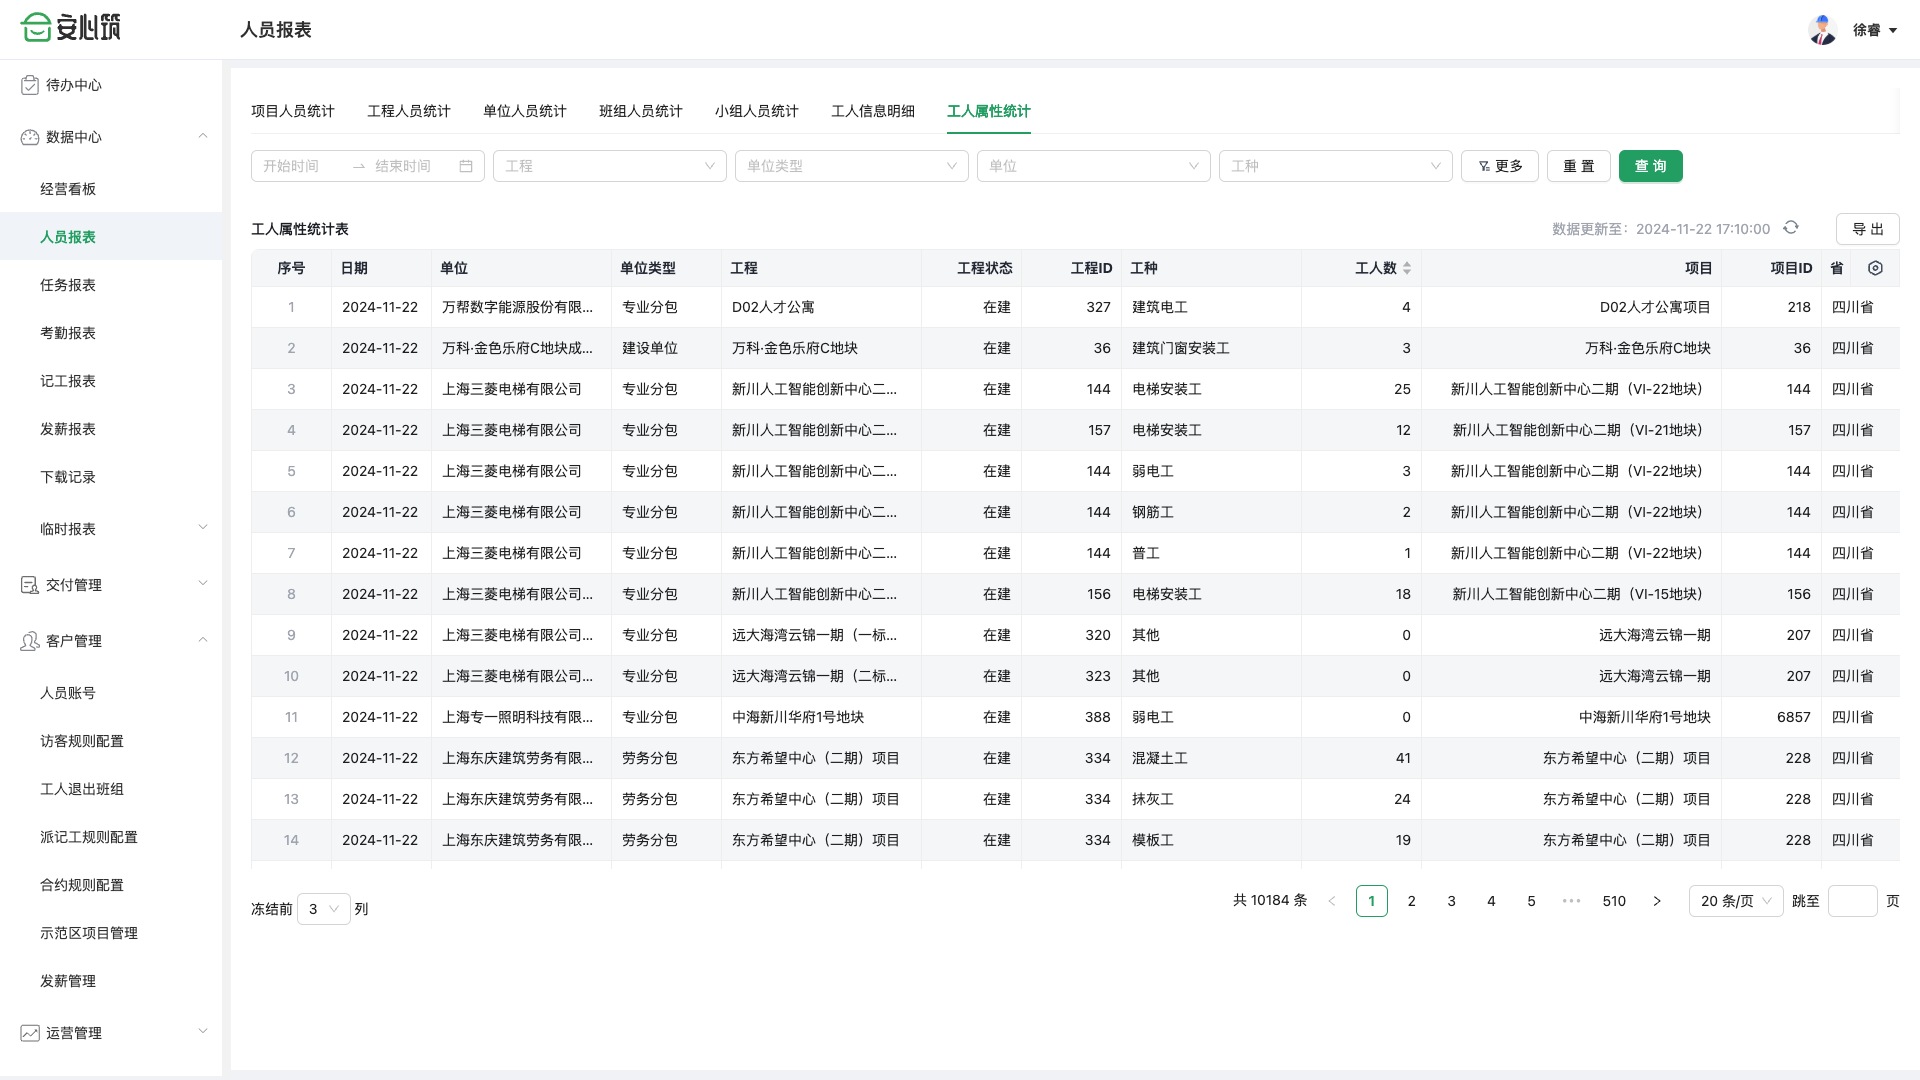 安心筑
人员报表
徐睿
待办中心
数据中心
经营看板
人员报表
任务报表
考勤报表
记工报表
发薪报表
下载记录
临时报表
交付管理
客户管理
人员账号
访客规则配置
工人退出班组
派记工规则配置
合约规则配置
示范区项目管理
发薪管理
运营管理
项目人员统计 工程人员统计 单位人员统计 班组人员统计 小组人员统计 工人信息明细 工人属性统计
开始时间 → 结束时间 工程 单位类型 单位 工种 更多 重 置 查 询
工人属性统计表 数据更新至：2024-11-22 17:10:00 导 出
序号 日期 单位 单位类型 工程 工程状态 工程ID 工种 工人数 项目 项目ID 省
1 2024-11-22 万帮数字能源股份有限... 专业分包 D02人才公寓 在建 327 建筑电工 4 D02人才公寓项目 218 四川省
2 2024-11-22 万科·金色乐府C地块成... 建设单位 万科·金色乐府C地块 在建 36 建筑门窗安装工 3 万科·金色乐府C地块 36 四川省
3 2024-11-22 上海三菱电梯有限公司 专业分包 新川人工智能创新中心二... 在建 144 电梯安装工 25 新川人工智能创新中心二期（VI-22地块） 144 四川省
4 2024-11-22 上海三菱电梯有限公司 专业分包 新川人工智能创新中心二... 在建 157 电梯安装工 12 新川人工智能创新中心二期（VI-21地块） 157 四川省
5 2024-11-22 上海三菱电梯有限公司 专业分包 新川人工智能创新中心二... 在建 144 弱电工 3 新川人工智能创新中心二期（VI-22地块） 144 四川省
6 2024-11-22 上海三菱电梯有限公司 专业分包 新川人工智能创新中心二... 在建 144 钢筋工 2 新川人工智能创新中心二期（VI-22地块） 144 四川省
7 2024-11-22 上海三菱电梯有限公司 专业分包 新川人工智能创新中心二... 在建 144 普工 1 新川人工智能创新中心二期（VI-22地块） 144 四川省
8 2024-11-22 上海三菱电梯有限公司... 专业分包 新川人工智能创新中心二... 在建 156 电梯安装工 18 新川人工智能创新中心二期（VI-15地块） 156 四川省
9 2024-11-22 上海三菱电梯有限公司... 专业分包 远大海湾云锦一期（一标... 在建 320 其他 0 远大海湾云锦一期 207 四川省
10 2024-11-22 上海三菱电梯有限公司... 专业分包 远大海湾云锦一期（二标... 在建 323 其他 0 远大海湾云锦一期 207 四川省
11 2024-11-22 上海专一照明科技有限... 专业分包 中海新川华府1号地块 在建 388 弱电工 0 中海新川华府1号地块 6857 四川省
12 2024-11-22 上海东庆建筑劳务有限... 劳务分包 东方希望中心（二期）项目 在建 334 混凝土工 41 东方希望中心（二期）项目 228 四川省
13 2024-11-22 上海东庆建筑劳务有限... 劳务分包 东方希望中心（二期）项目 在建 334 抹灰工 24 东方希望中心（二期）项目 228 四川省
14 2024-11-22 上海东庆建筑劳务有限... 劳务分包 东方希望中心（二期）项目 在建 334 模板工 19 东方希望中心（二期）项目 228 四川省
冻结前 3 列 共 10184 条 < 1 2 3 4 5 ••• 510 > 20 条/页 跳至 页